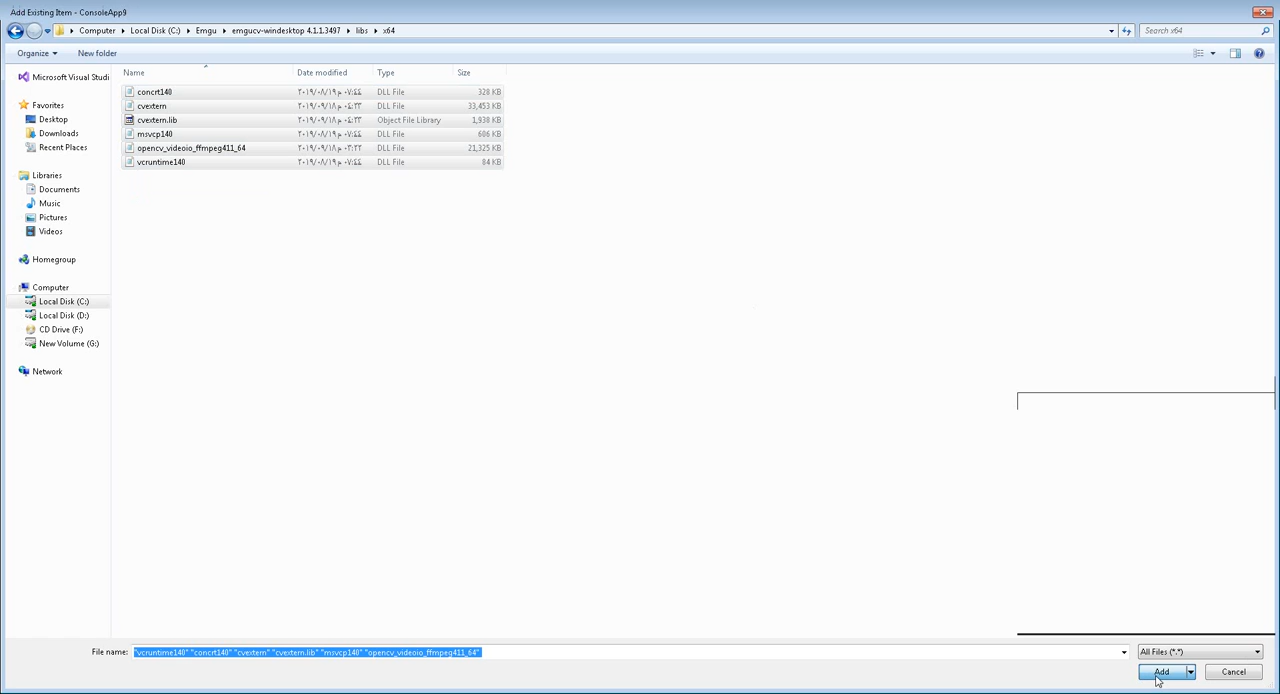 Add Existing Item - ConsoleApp9
Computer Local Disk (C:) Emgu emgucv-windesktop 4.1.1.3497 libs x64
Search x64
Organize New folder
Name Date modified Type Size
concrt140 DLL File 328 KB
cvextern DLL File 33,453 KB
cvextern.lib Object File Library 1,938 KB
msvcp140 DLL File 606 KB
opencv_videoio_ffmpeg411_64 DLL File 21,325 KB
vcruntime140 DLL File 84 KB
Microsoft Visual Studi
Favorites
Desktop
Downloads
Recent Places
Libraries
Documents
Music
Pictures
Videos
Homegroup
Computer
Local Disk (C:)
Local Disk (D:)
CD Drive (F:)
New Volume (G:)
Network
File name: "vcruntime140" "concrt140" "cvextern" "cvextern.lib" "msvcp140" "opencv_videoio_ffmpeg411_64"
All Files (*.*)
Add Cancel